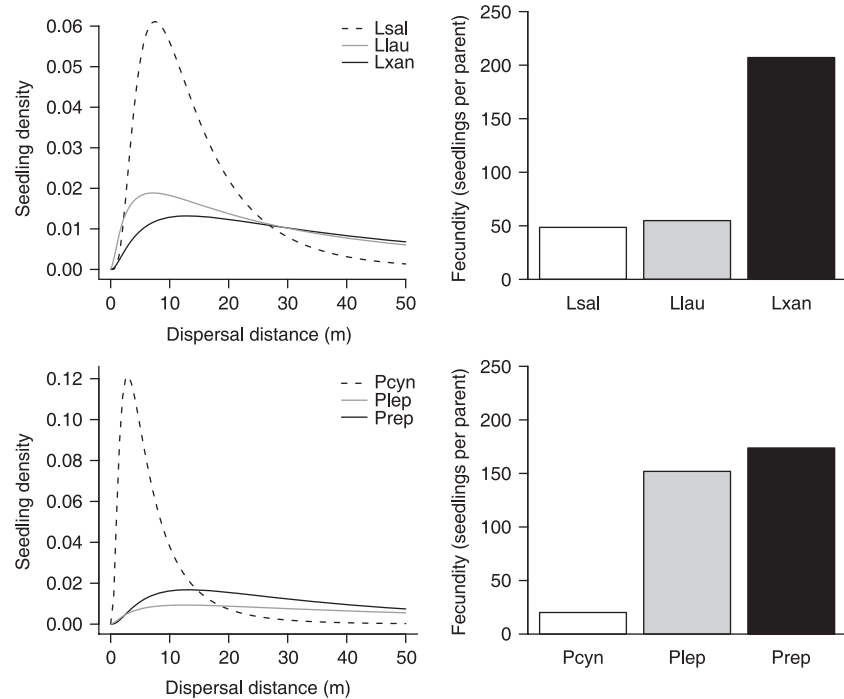 Seedling density
0.06
0.05
0.04
0.03
0.02
0.01
0.00
0 10 20 30 40 50
Dispersal distance (m)
Lsal
Llau
Lxan
Fecundity (seedlings per parent)
250
200
150
100
50
0
Lsal Llau Lxan
Seedling density
0.12
0.10
0.08
0.06
0.04
0.02
0.00
0 10 20 30 40 50
Dispersal distance (m)
Pcyn
Plep
Prep
Fecundity (seedlings per parent)
250
200
150
100
50
0
Pcyn Plep Prep